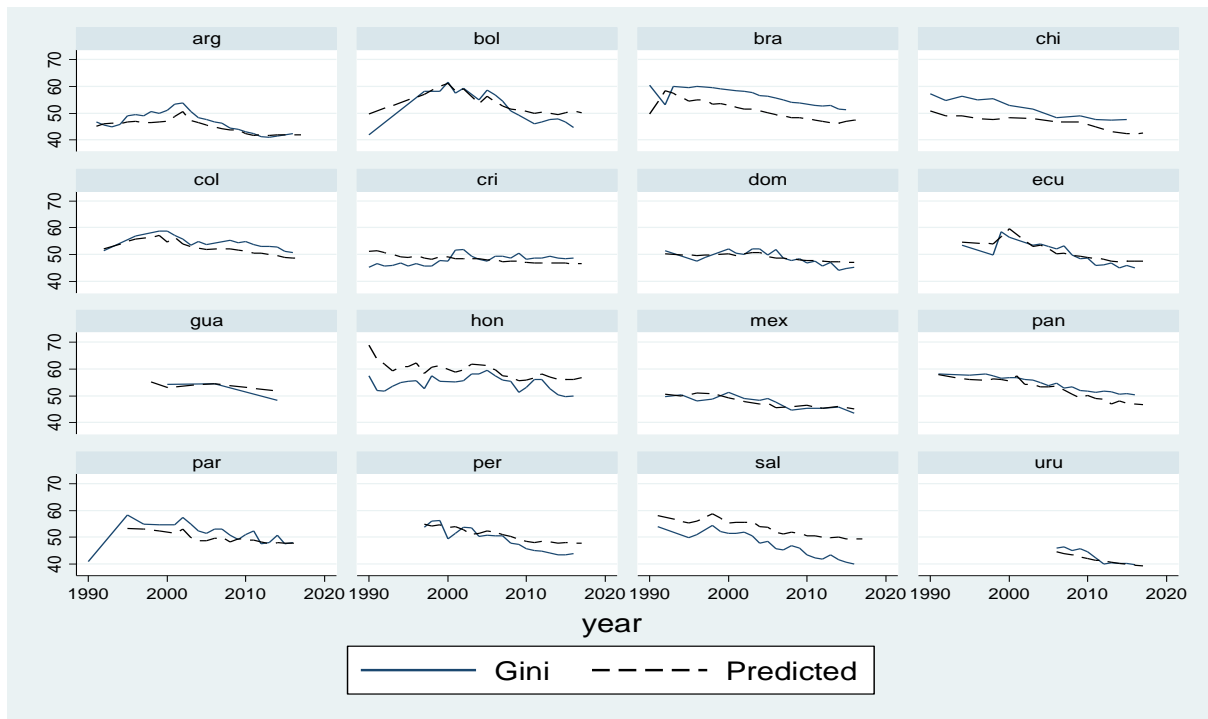 arg bol bra chi
40 50 60 70
col cri dom ecu
40 50 60 70
gua hon mex pan
40 50 60 70
par per sal uru
40 50 60 70
1990 2000 2010 2020 1990 2000 2010 2020 1990 2000 2010 2020 1990 2000 2010 2020
year
Gini Predicted